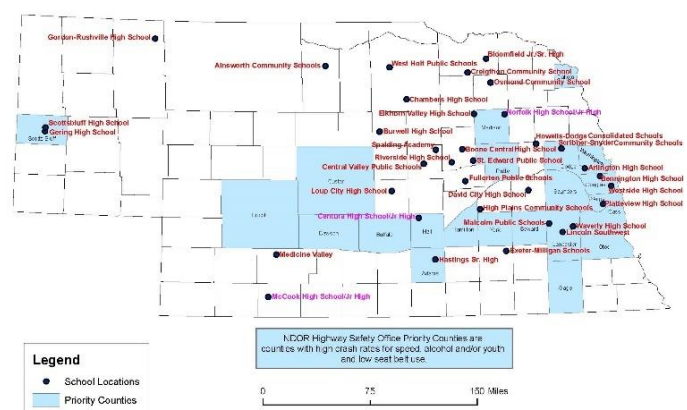 Gordon-Rushville High School
Ainsworth Community Schools
West Holt Public Schools
Bloomfield Jr./Sr. High
Creighton Community School
Osmond Community School
Chambers High School
Elkhorn Valley High School
Norfolk High School/Jr High
Scottsbluff High School
Gering High School
Scotts Bluff
Burwell High School
Howells-Dodge Consolidated Schools
Scribner-Snyder Community Schools
Spalding Academy
Boone Central High School
Riverside High School
St. Edward Public School
Arlington High School
Central Valley Public Schools
Fullerton Public Schools
Bennington High School
Westside High School
Custer
Loup City High School
David City High School
Saunders
Platteview High School
Cass
High Plains Community Schools
Centura High School/Jr High
Malcolm Public Schools
Waverly High School
Lincoln
Dawson
Buffalo
Hall
Hamilton
York
Seward
Lancaster
Lincoln Southwest
Otoe
Medicine Valley
Exeter-Milligan Schools
Hastings Sr. High
Adams
Gage
McCook High School/Jr High
NDOR Highway Safety Office Priority Counties are
counties with high crash rates for speed, alcohol and/or youth
and low seat belt use.
Legend
School Locations
Priority Counties
0 75 150 Miles